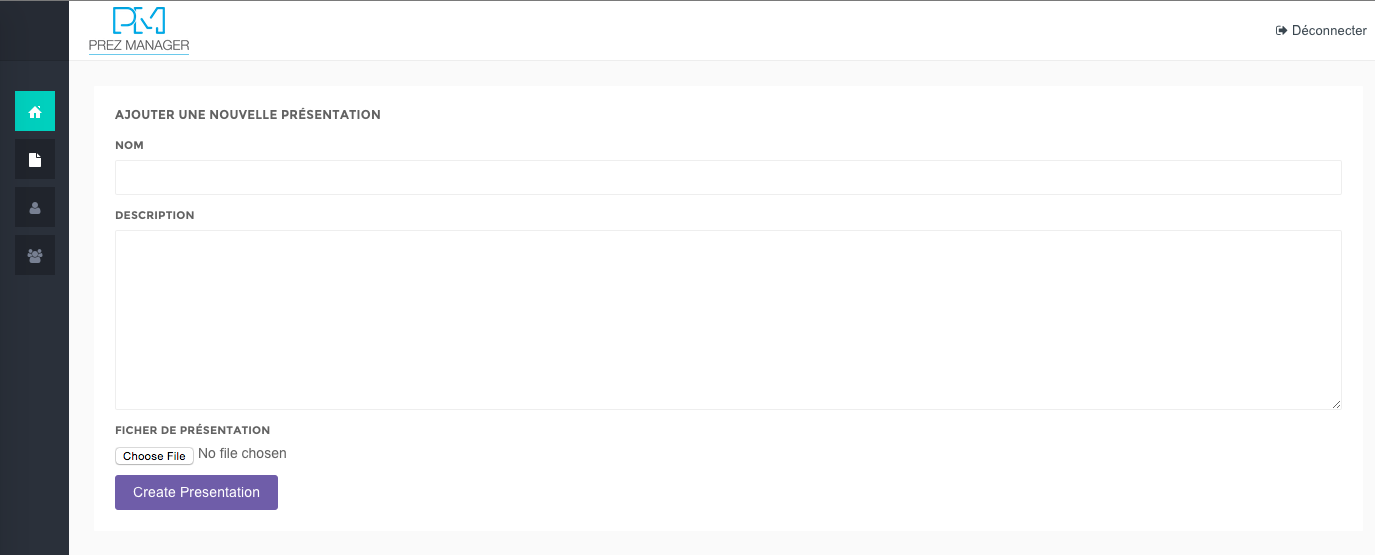 PM
PREZ MANAGER
Déconnecter
AJOUTER UNE NOUVELLE PRÉSENTATION
NOM
DESCRIPTION
FICHER DE PRÉSENTATION
Choose File No file chosen
Create Presentation